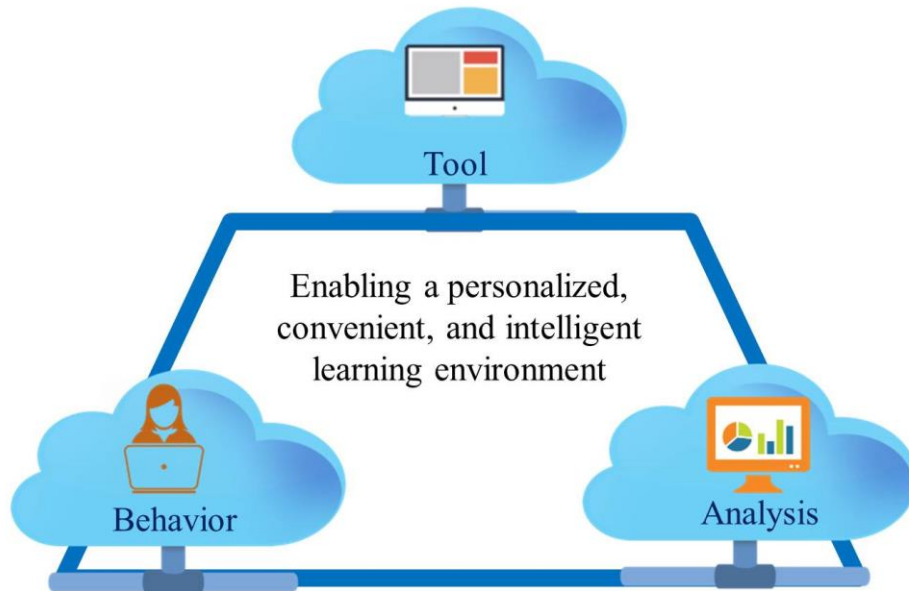 Tool
Enabling a personalized,
convenient, and intelligent
learning environment
Behavior
Analysis